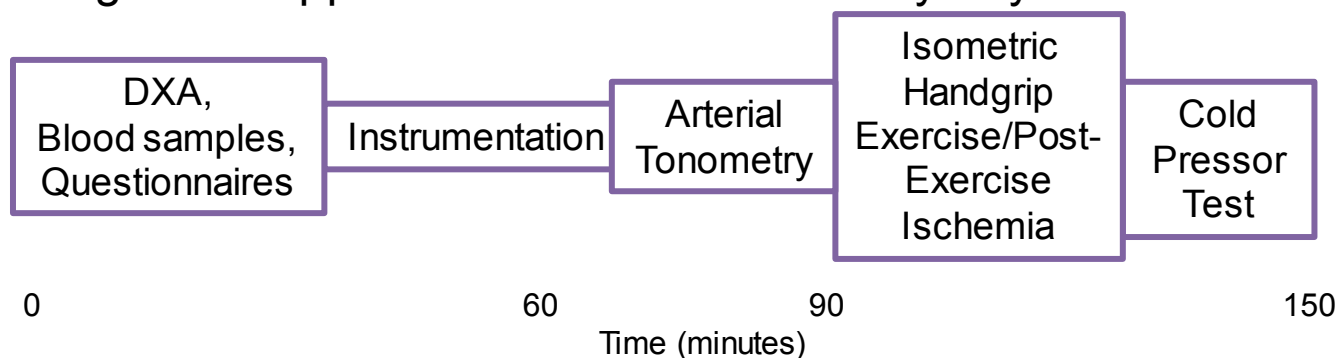 DXA,
Blood samples,
Questionnaires
Instrumentation
Arterial
Tonometry
Isometric
Handgrip
Exercise/Post-
Exercise
Ischemia
Cold
Pressor
Test
0
60
90
150
Time (minutes)